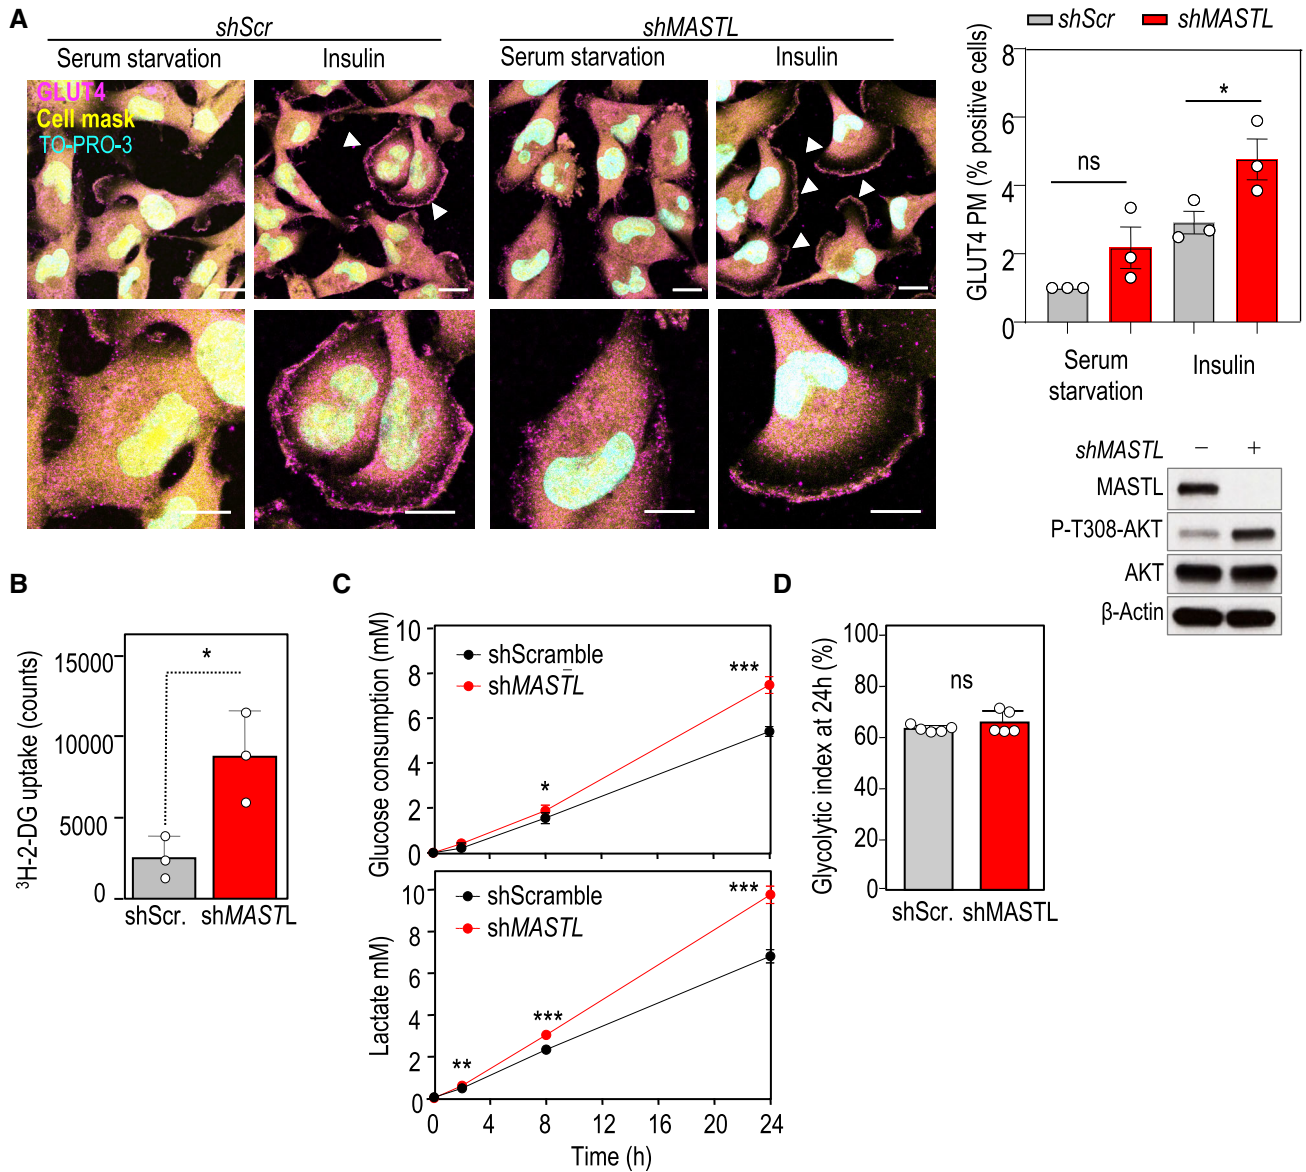 A
shScr
shMASTL
Serum starvation
Insulin
Serum starvation
Insulin
GLUT4
Cell mask
TO-PRO-3
shScr
shMASTL
GLUT4 PM (% positive cells)
8
6
4
2
0
ns
*
Serum
starvation
Insulin
shMASTL − +
MASTL
P-T308-AKT
AKT
β-Actin
B
³H-2-DG uptake (counts)
15000
10000
5000
0
*
shScr.
shMASTL
C
Glucose consumption (mM)
10
8
6
4
2
0
shScramble
shMASTL
*
***
Lactate mM)
10
8
6
4
2
0
shScramble
shMASTL
**
***
***
0 4 8 12 16 20 24
Time (h)
D
Glycolytic index at 24h (%)
100
80
60
40
20
0
ns
shScr.
shMASTL